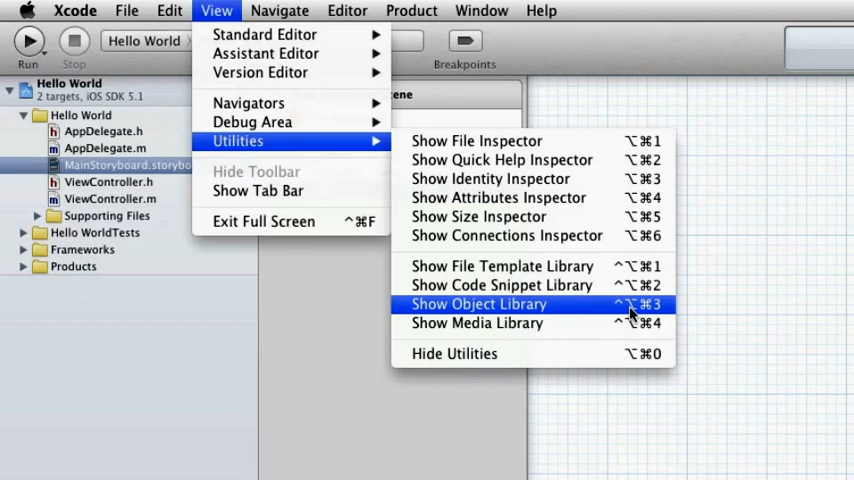 Xcode File Edit View Navigate Editor Product Window Help
Hello World
Run Stop Breakpoints
Standard Editor
Assistant Editor
Version Editor
Navigators
Debug Area
Utilities
Hide Toolbar
Show Tab Bar
Exit Full Screen ^⌘F
Show File Inspector ⌥⌘1
Show Quick Help Inspector ⌥⌘2
Show Identity Inspector ⌥⌘3
Show Attributes Inspector ⌥⌘4
Show Size Inspector ⌥⌘5
Show Connections Inspector ⌥⌘6
Show File Template Library ^⌥⌘1
Show Code Snippet Library ^⌥⌘2
Show Object Library ^⌥⌘3
Show Media Library ^⌥⌘4
Hide Utilities ⌥⌘0
Hello World
2 targets, iOS SDK 5.1
Hello World
h AppDelegate.h
m AppDelegate.m
MainStoryboard.storybo
h ViewController.h
m ViewController.m
Supporting Files
Hello WorldTests
Frameworks
Products
ene